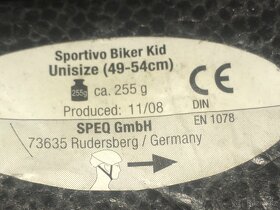 Sportivo Biker Kid
Unisize (49-54cm)
255g ca. 255 g CE
Produced: 11/08 DIN
EN 1078
SPEQ GmbH
73635 Rudersberg / Germany